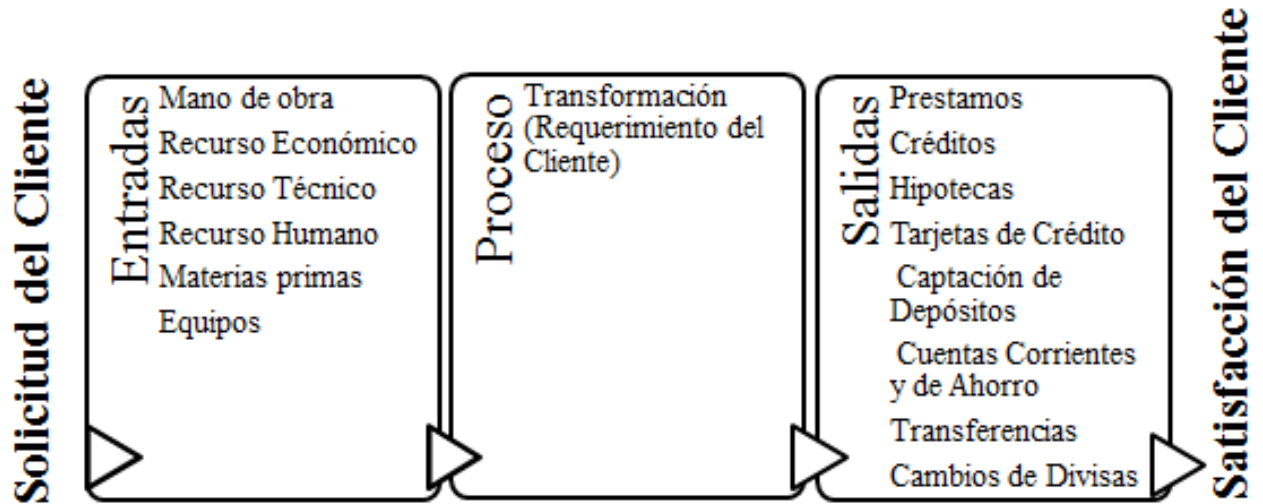 Solicitud del Cliente
Entradas
Mano de obra
Recurso Económico
Recurso Técnico
Recurso Humano
Materias primas
Equipos
Proceso
Transformación
(Requerimiento del
Cliente)
Salidas
Prestamos
Créditos
Hipotecas
Tarjetas de Crédito
Captación de
Depósitos
Cuentas Corrientes
y de Ahorro
Transferencias
Cambios de Divisas
Satisfacción del Cliente